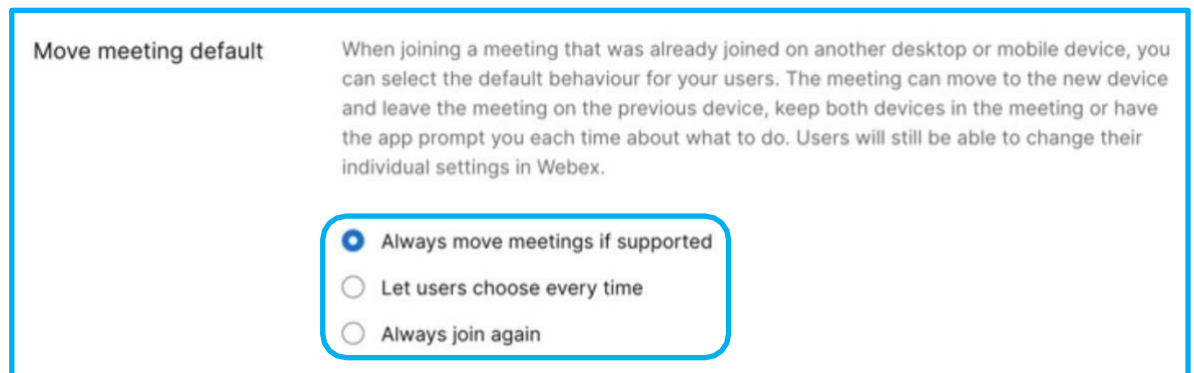 Move meeting default
When joining a meeting that was already joined on another desktop or mobile device, you
can select the default behaviour for your users. The meeting can move to the new device
and leave the meeting on the previous device, keep both devices in the meeting or have
the app prompt you each time about what to do. Users will still be able to change their
individual settings in Webex.
Always move meetings if supported
Let users choose every time
Always join again